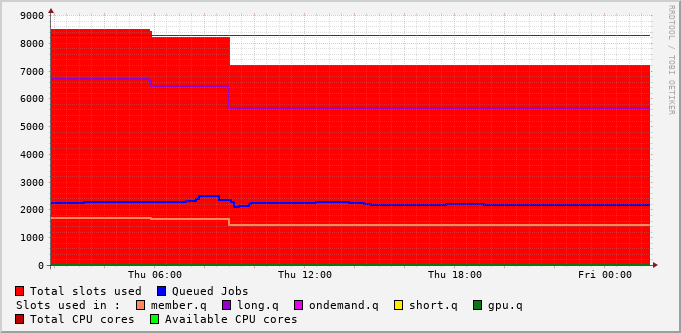 9000
8000
7000
6000
5000
4000
3000
2000
1000
0
Thu 06:00 Thu 12:00 Thu 18:00 Fri 00:00
RRDTOOL / TOBI OETIKER
Total slots used Queued Jobs
Slots used in : member.q long.q ondemand.q short.q gpu.q
Total CPU cores Available CPU cores